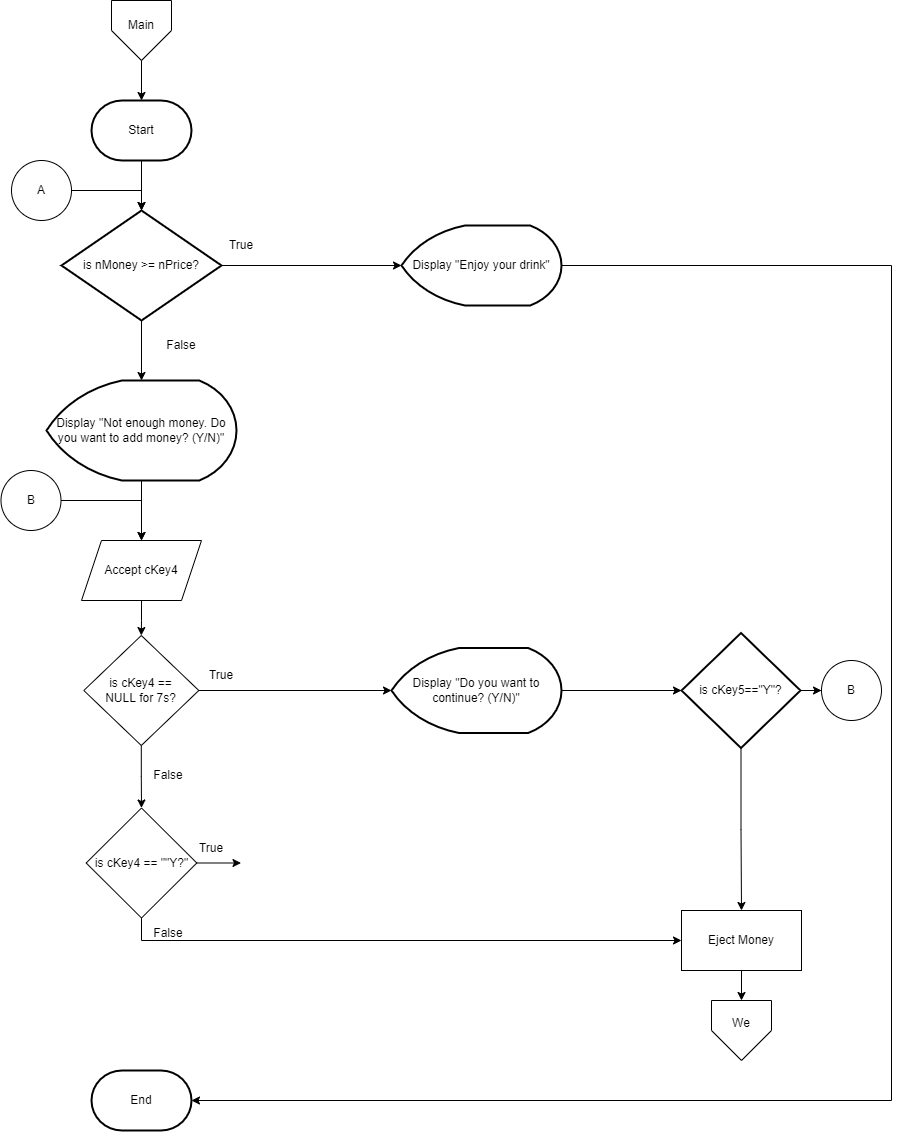 Main
Start
A
is nMoney >= nPrice?
True
Display "Enjoy your drink"
False
Display "Not enough money. Do
you want to add money? (Y/N)"
B
Accept cKey4
is cKey4 ==
NULL for 7s?
True
Display "Do you want to
continue? (Y/N)"
is cKey5=="Y"?
B
False
is cKey4 == ""Y?"
True
False
Eject Money
We
End